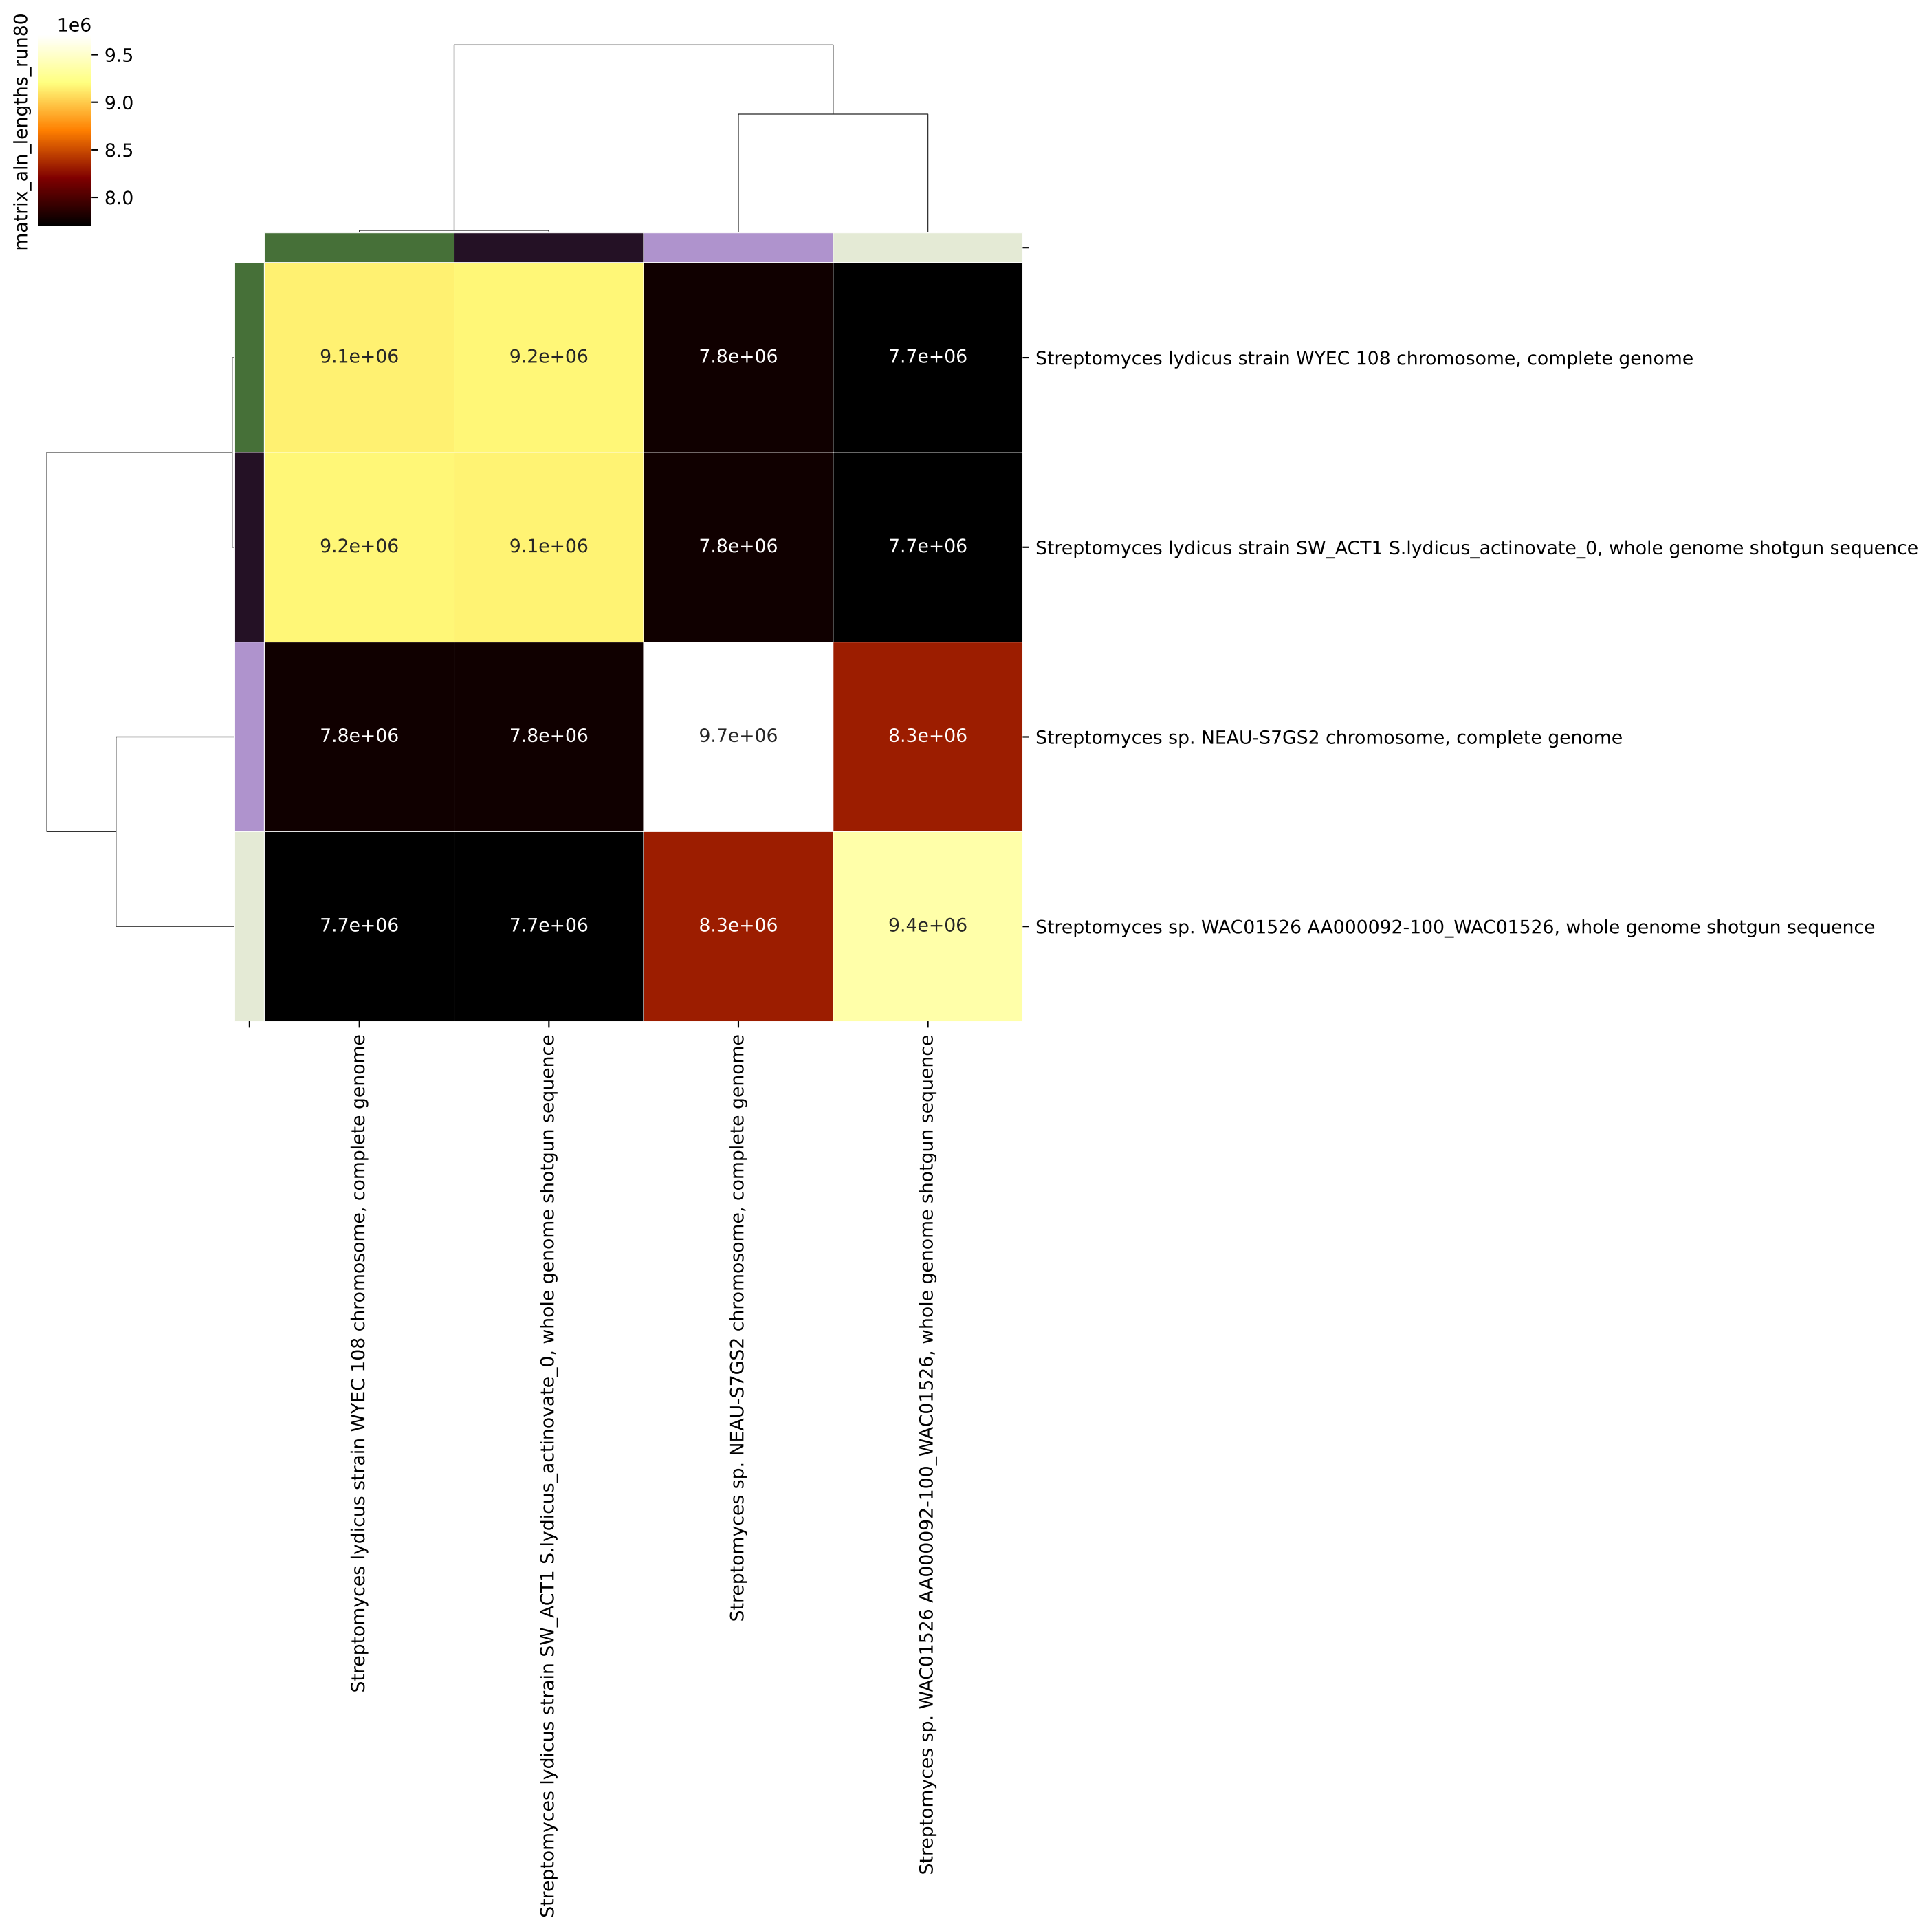 matrix_aln_lengths_run80
1e6
9.5
9.0
8.5
8.0
9.1e+06 9.2e+06 7.8e+06 7.7e+06
Streptomyces lydicus strain WYEC 108 chromosome, complete genome
9.2e+06 9.1e+06 7.8e+06 7.7e+06
Streptomyces lydicus strain SW_ACT1 S.lydicus_actinovate_0, whole genome shotgun sequence
7.8e+06 7.8e+06 9.7e+06 8.3e+06
Streptomyces sp. NEAU-S7GS2 chromosome, complete genome
7.7e+06 7.7e+06 8.3e+06 9.4e+06
Streptomyces sp. WAC01526 AA000092-100_WAC01526, whole genome shotgun sequence
Streptomyces lydicus strain WYEC 108 chromosome, complete genome
Streptomyces lydicus strain SW_ACT1 S.lydicus_actinovate_0, whole genome shotgun sequence
Streptomyces sp. NEAU-S7GS2 chromosome, complete genome
Streptomyces sp. WAC01526 AA000092-100_WAC01526, whole genome shotgun sequence